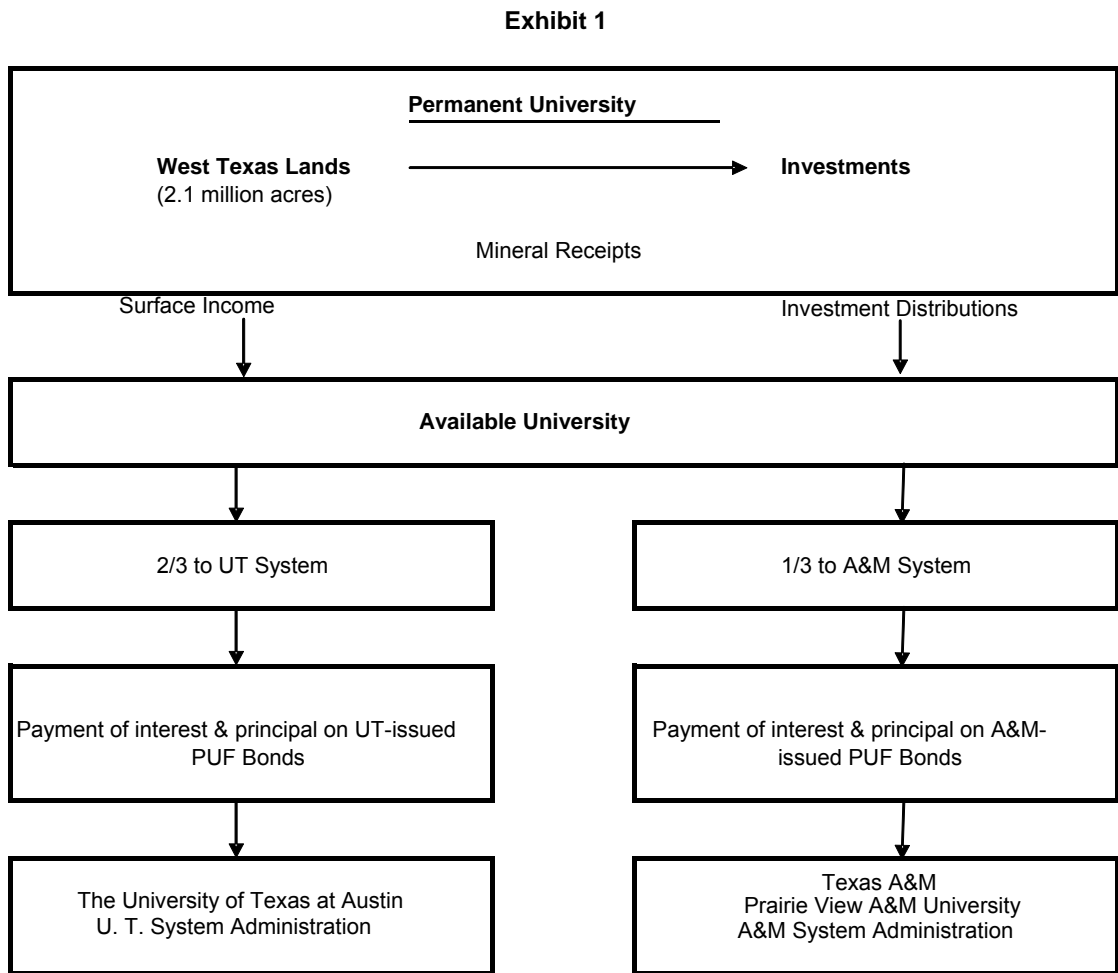 Exhibit 1
Permanent University
West Texas Lands
(2.1 million acres)
Investments
Mineral Receipts
Surface Income
Investment Distributions
Available University
2/3 to UT System
1/3 to A&M System
Payment of interest & principal on UT-issued
PUF Bonds
Payment of interest & principal on A&M-
issued PUF Bonds
The University of Texas at Austin
U. T. System Administration
Texas A&M
Prairie View A&M University
A&M System Administration